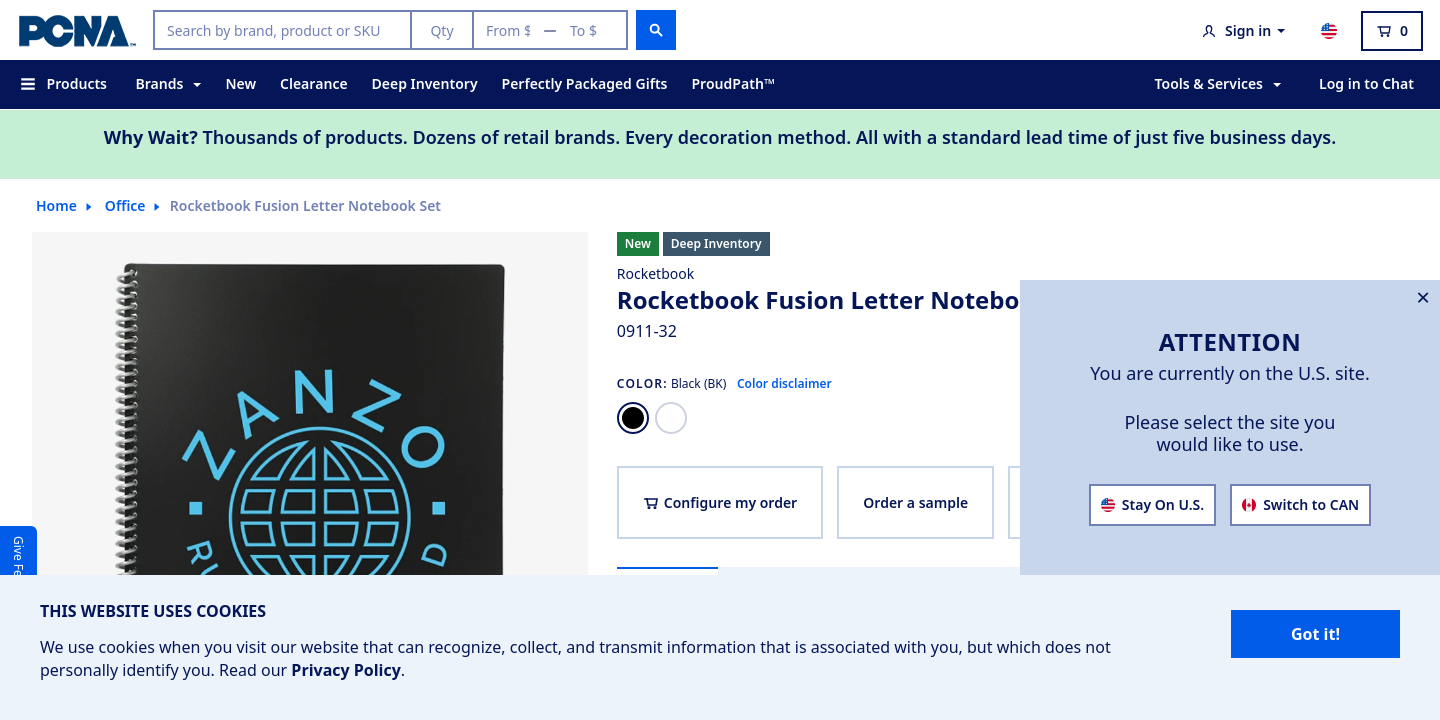 PCNA™
Search by brand, product or SKU
Qty
From $
—
To $
Sign in
0
Products
Brands
New
Clearance
Deep Inventory
Perfectly Packaged Gifts
ProudPath™
Tools & Services
Log in to Chat
Why Wait? Thousands of products. Dozens of retail brands. Every decoration method. All with a standard lead time of just five business days.
Home
Office
Rocketbook Fusion Letter Notebook Set
New
Deep Inventory
Rocketbook
Rocketbook Fusion Letter Notebo
0911-32
COLOR: Black (BK)
Color disclaimer
Configure my order
Order a sample
ZANZO
RU
D
Give Fe
ATTENTION
You are currently on the U.S. site.
Please select the site you
would like to use.
Stay On U.S.
Switch to CAN
THIS WEBSITE USES COOKIES
We use cookies when you visit our website that can recognize, collect, and transmit information that is associated with you, but which does not
personally identify you. Read our Privacy Policy.
Got it!